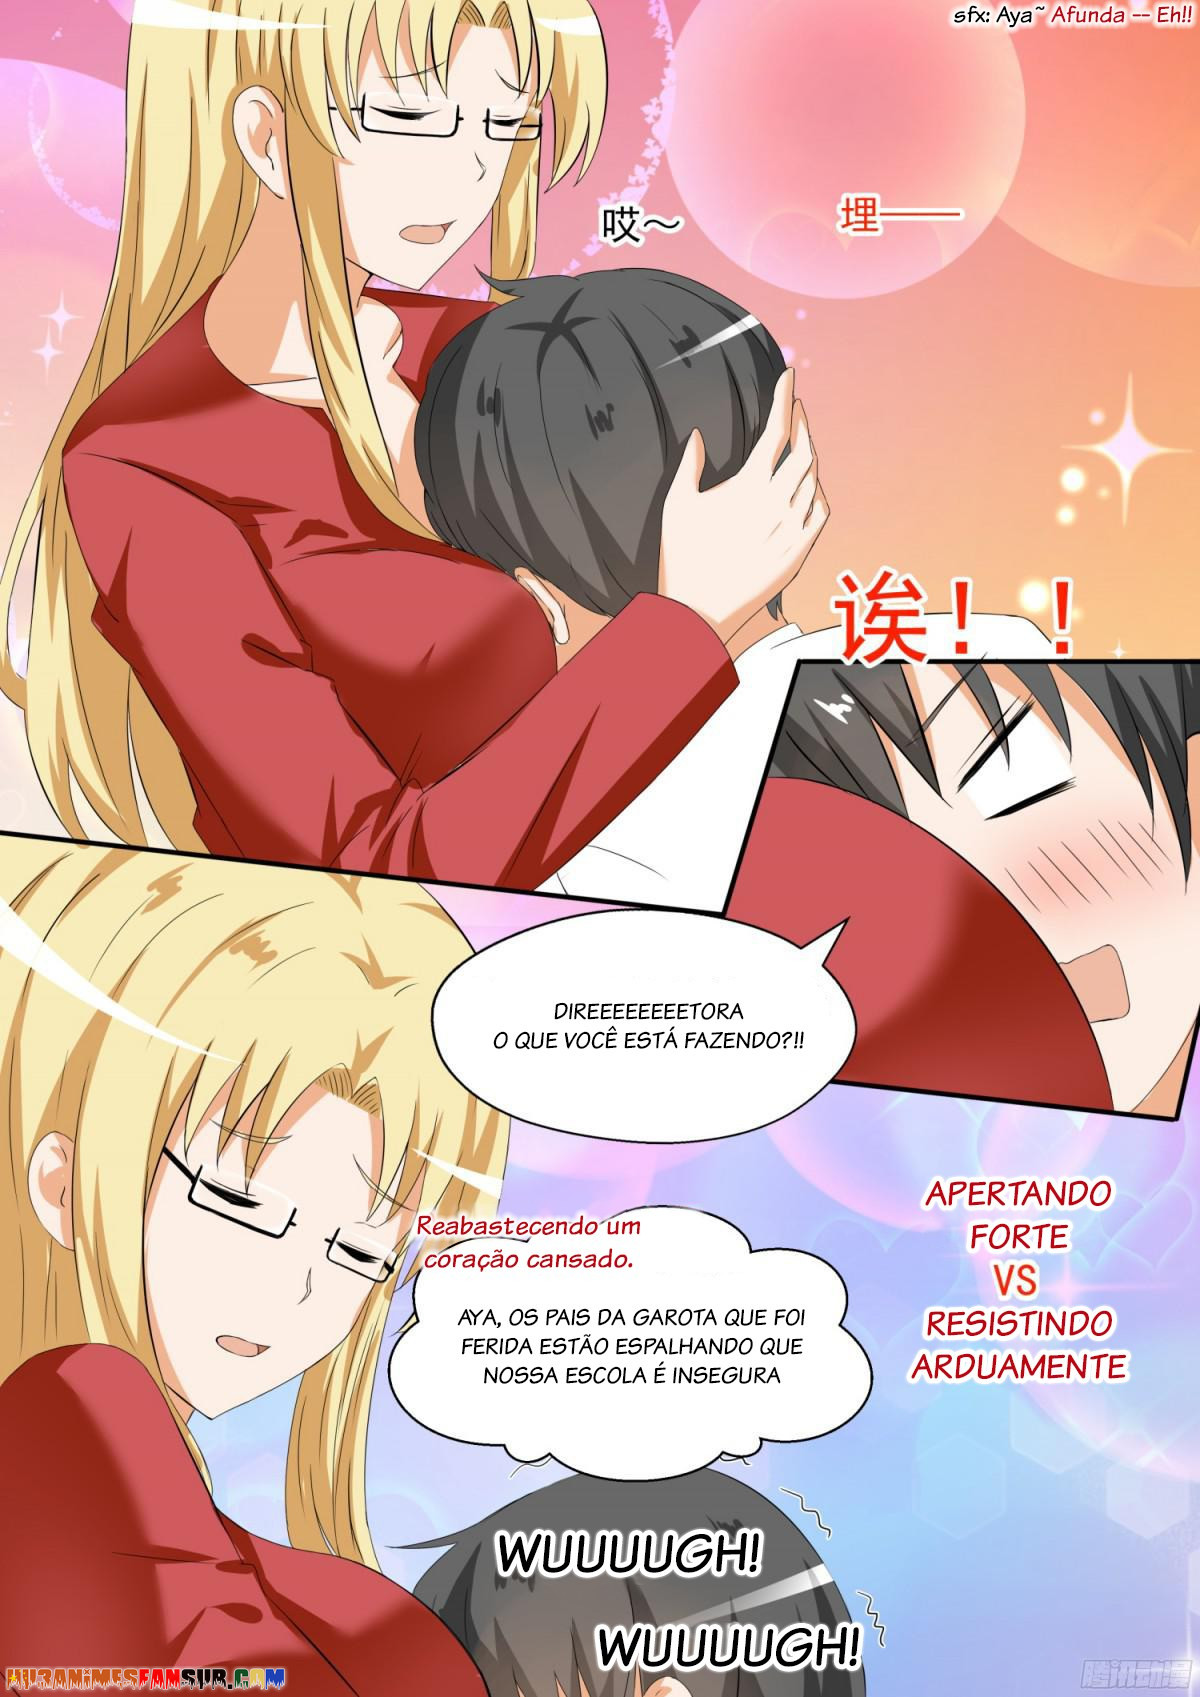 sfx: Aya~ Afunda -- Eh!!
哎～
埋——
诶！！
DIREEEEEEEETORA
O QUE VOCÊ ESTÁ FAZENDO?!!
Reabastecendo um
coração cansado.
AYA, OS PAIS DA GAROTA QUE FOI
FERIDA ESTÃO ESPALHANDO QUE
NOSSA ESCOLA É INSEGURA
APERTANDO
FORTE
VS
RESISTINDO
ARDUAMENTE
WUUUUGH!
WUUUUGH!
YU3ANIMESFANSUB.COM
腾讯动漫